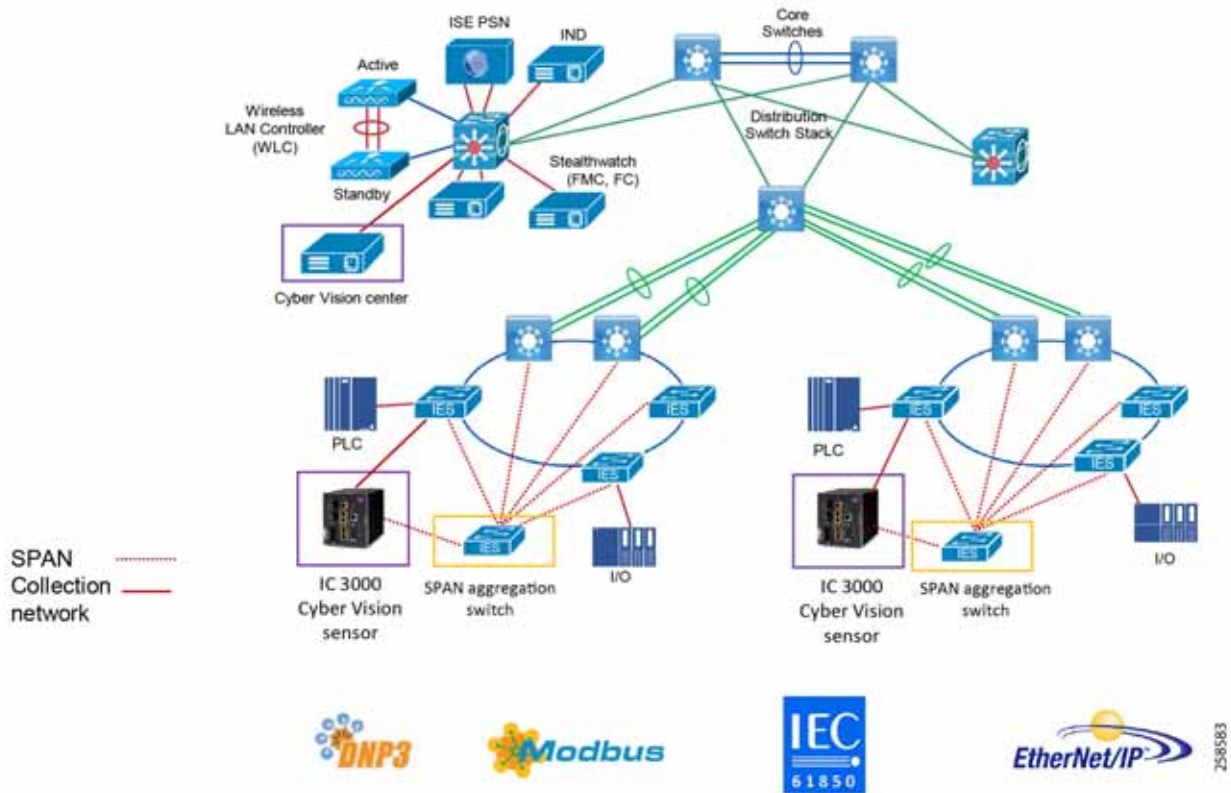 ISE PSN
IND
Core
Switches
Active
Wireless
LAN Controller
(WLC)
Distribution
Switch Stack
Stealthwatch
(FMC, FC)
Standby
Cyber Vision center
IES
IES
PLC
IES
IES
I/O
IC 3000
Cyber Vision
sensor
SPAN aggregation
switch
IES
IES
PLC
IES
IES
I/O
IC 3000
Cyber Vision
sensor
SPAN aggregation
switch
SPAN
Collection
network
DNP3
Modbus
IEC
61850
EtherNet/IP
258583